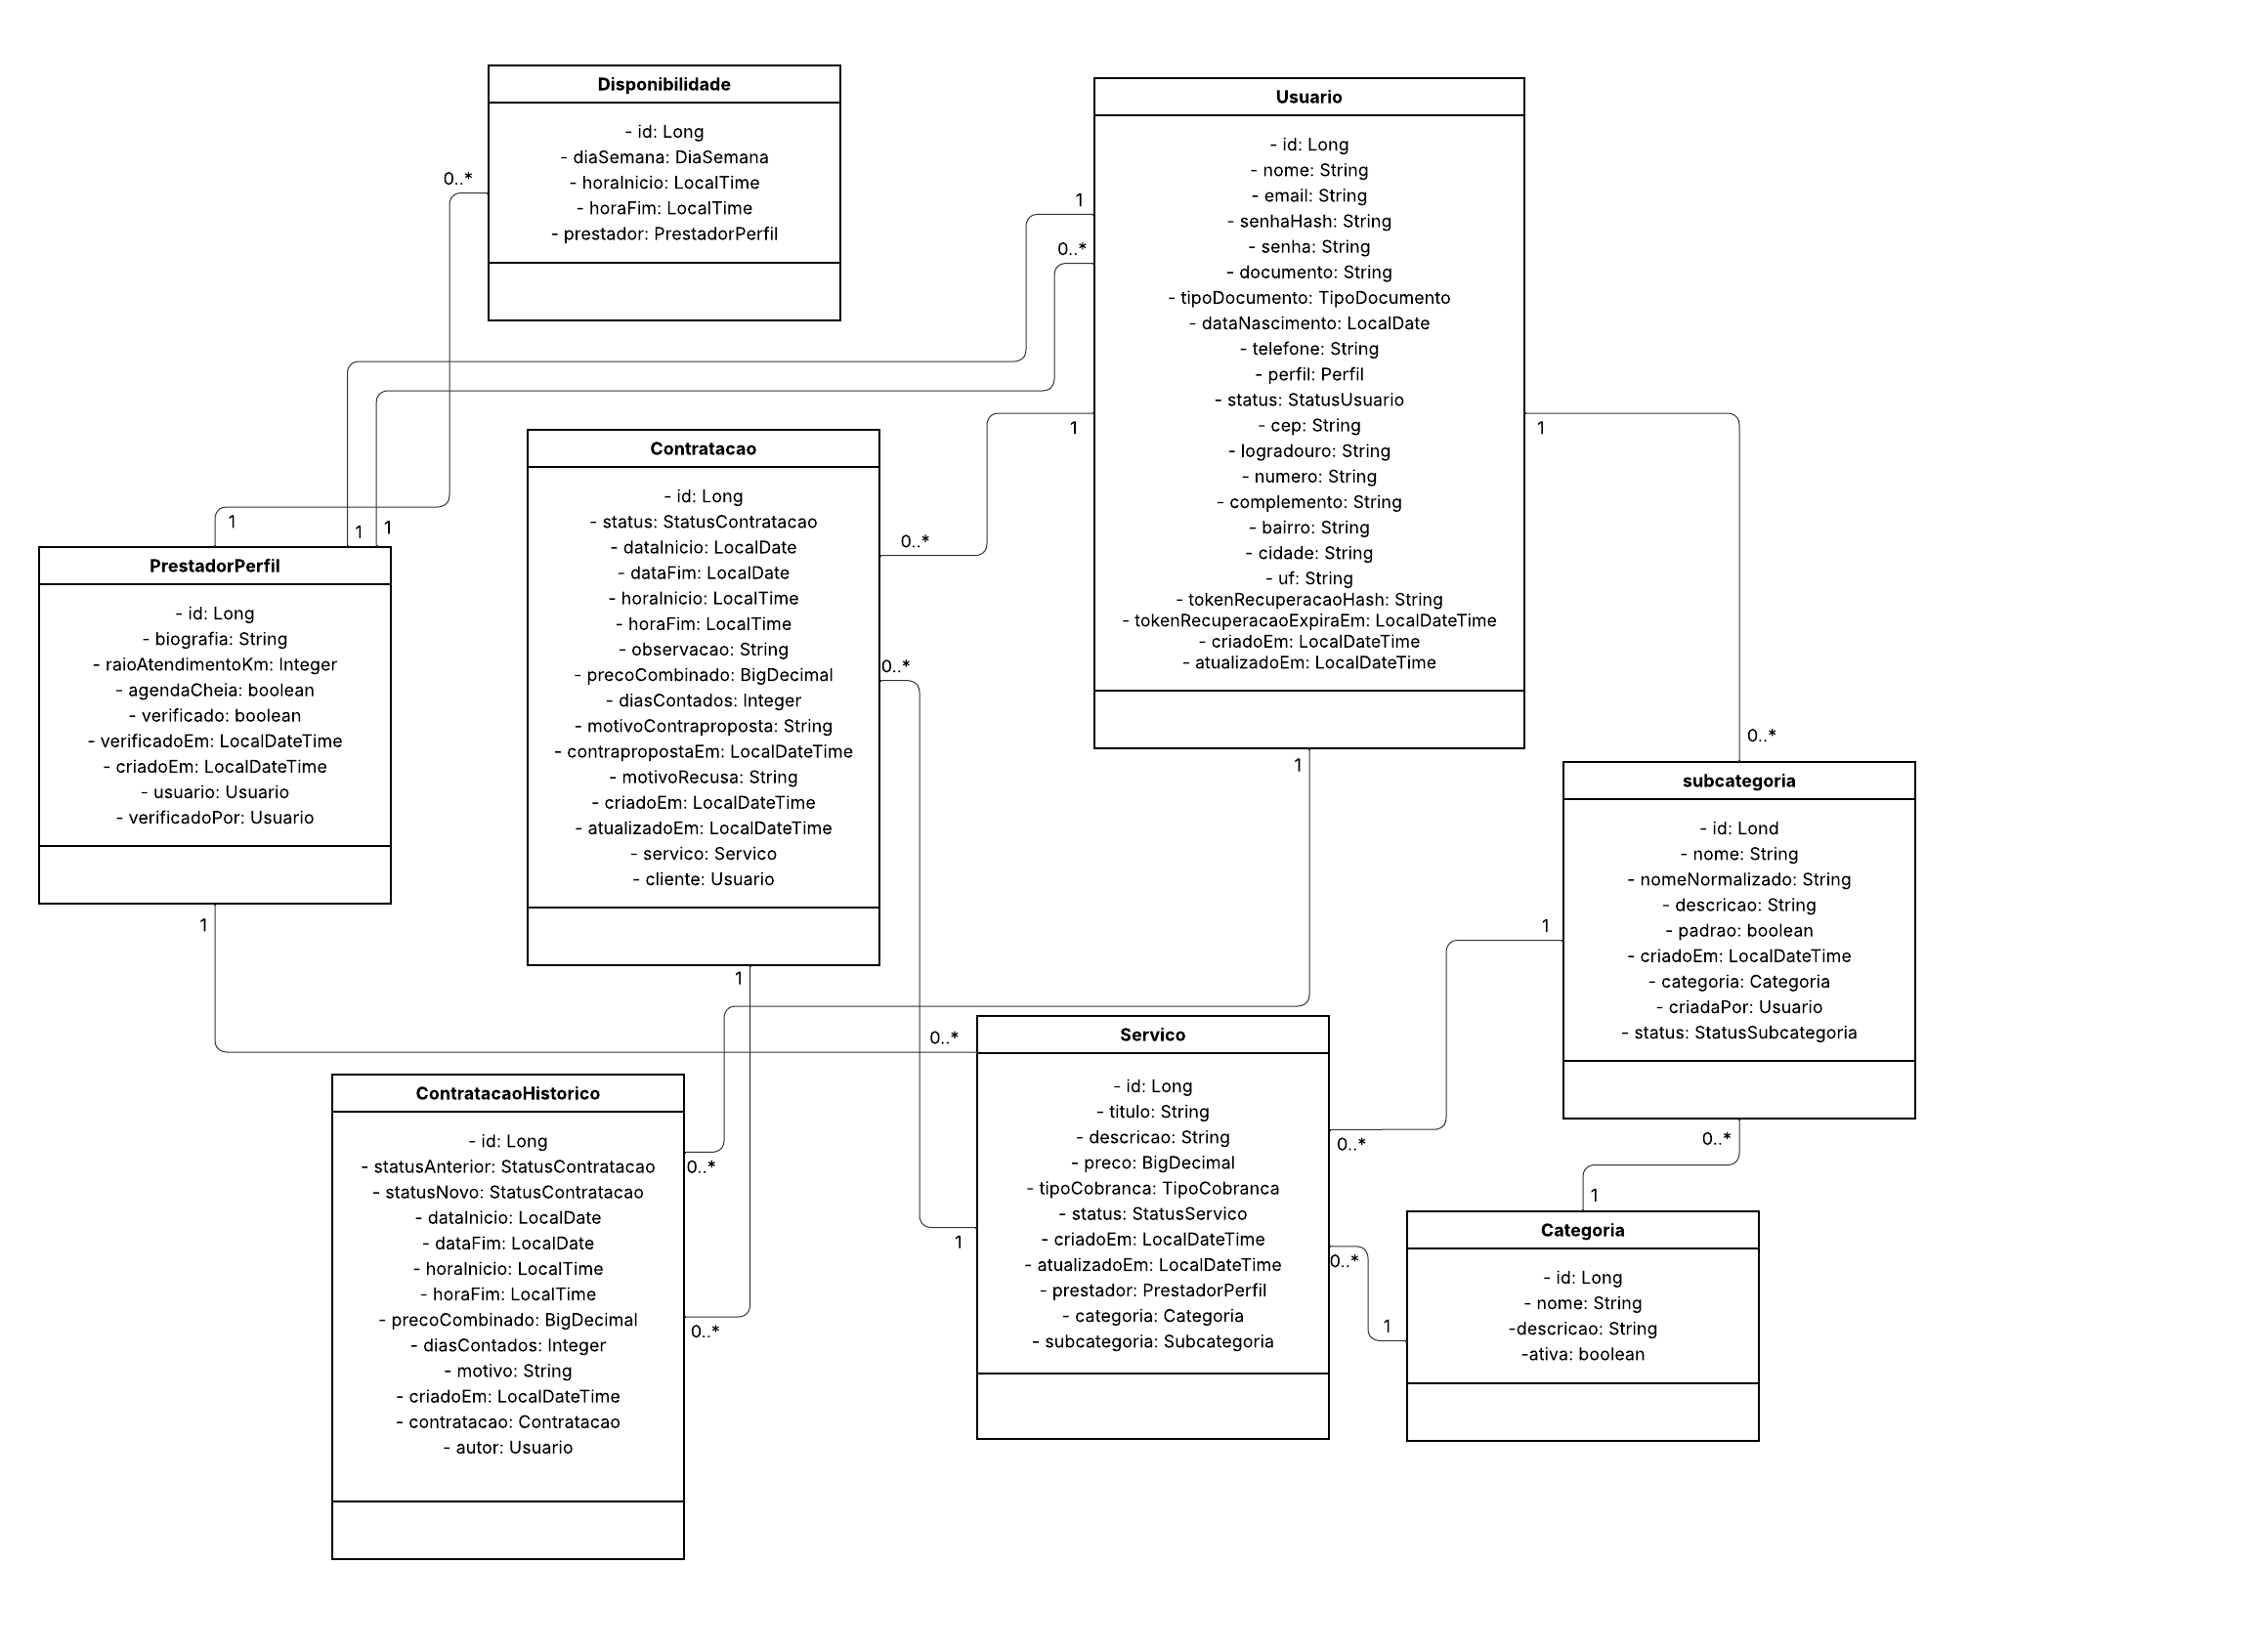 Disponibilidade
- id: Long
- diaSemana: DiaSemana
- horaInicio: LocalTime
- horaFim: LocalTime
- prestador: PrestadorPerfil
0..*
Usuario
- id: Long
- nome: String
- email: String
- senhaHash: String
- senha: String
- documento: String
- tipoDocumento: TipoDocumento
- dataNascimento: LocalDate
- telefone: String
- perfil: Perfil
- status: StatusUsuario
- cep: String
- logradouro: String
- numero: String
- complemento: String
- bairro: String
- cidade: String
- uf: String
- tokenRecuperacaoHash: String
- tokenRecuperacaoExpiraEm: LocalDateTime
- criadoEm: LocalDateTime
- atualizadoEm: LocalDateTime
1
0..*
1
1
1
Contratacao
- id: Long
- status: StatusContratacao
- dataInicio: LocalDate
- dataFim: LocalDate
- horaInicio: LocalTime
- horaFim: LocalTime
- observacao: String
- precoCombinado: BigDecimal
- diasContados: Integer
- motivoContraproposta: String
- contrapropostaEm: LocalDateTime
- motivoRecusa: String
- criadoEm: LocalDateTime
- atualizadoEm: LocalDateTime
- servico: Servico
- cliente: Usuario
0..*
0..*
1
1
1
1
PrestadorPerfil
- id: Long
- biografia: String
- raioAtendimentoKm: Integer
- agendaCheia: boolean
- verificado: boolean
- verificadoEm: LocalDateTime
- criadoEm: LocalDateTime
- usuario: Usuario
- verificadoPor: Usuario
1
0..*
subcategoria
- id: Lond
- nome: String
- nomeNormalizado: String
- descricao: String
- padrao: boolean
- criadoEm: LocalDateTime
- categoria: Categoria
- criadaPor: Usuario
- status: StatusSubcategoria
1
0..*
0..*
Servico
- id: Long
- titulo: String
- descricao: String
- preco: BigDecimal
- tipoCobranca: TipoCobranca
- status: StatusServico
- criadoEm: LocalDateTime
- atualizadoEm: LocalDateTime
- prestador: PrestadorPerfil
- categoria: Categoria
- subcategoria: Subcategoria
1
0..*
0..*
ContratacaoHistorico
- id: Long
- statusAnterior: StatusContratacao
- statusNovo: StatusContratacao
- dataInicio: LocalDate
- dataFim: LocalDate
- horaInicio: LocalTime
- horaFim: LocalTime
- precoCombinado: BigDecimal
- diasContados: Integer
- motivo: String
- criadoEm: LocalDateTime
- contratacao: Contratacao
- autor: Usuario
0..*
0..*
1
1
Categoria
- id: Long
- nome: String
-descricao: String
-ativa: boolean